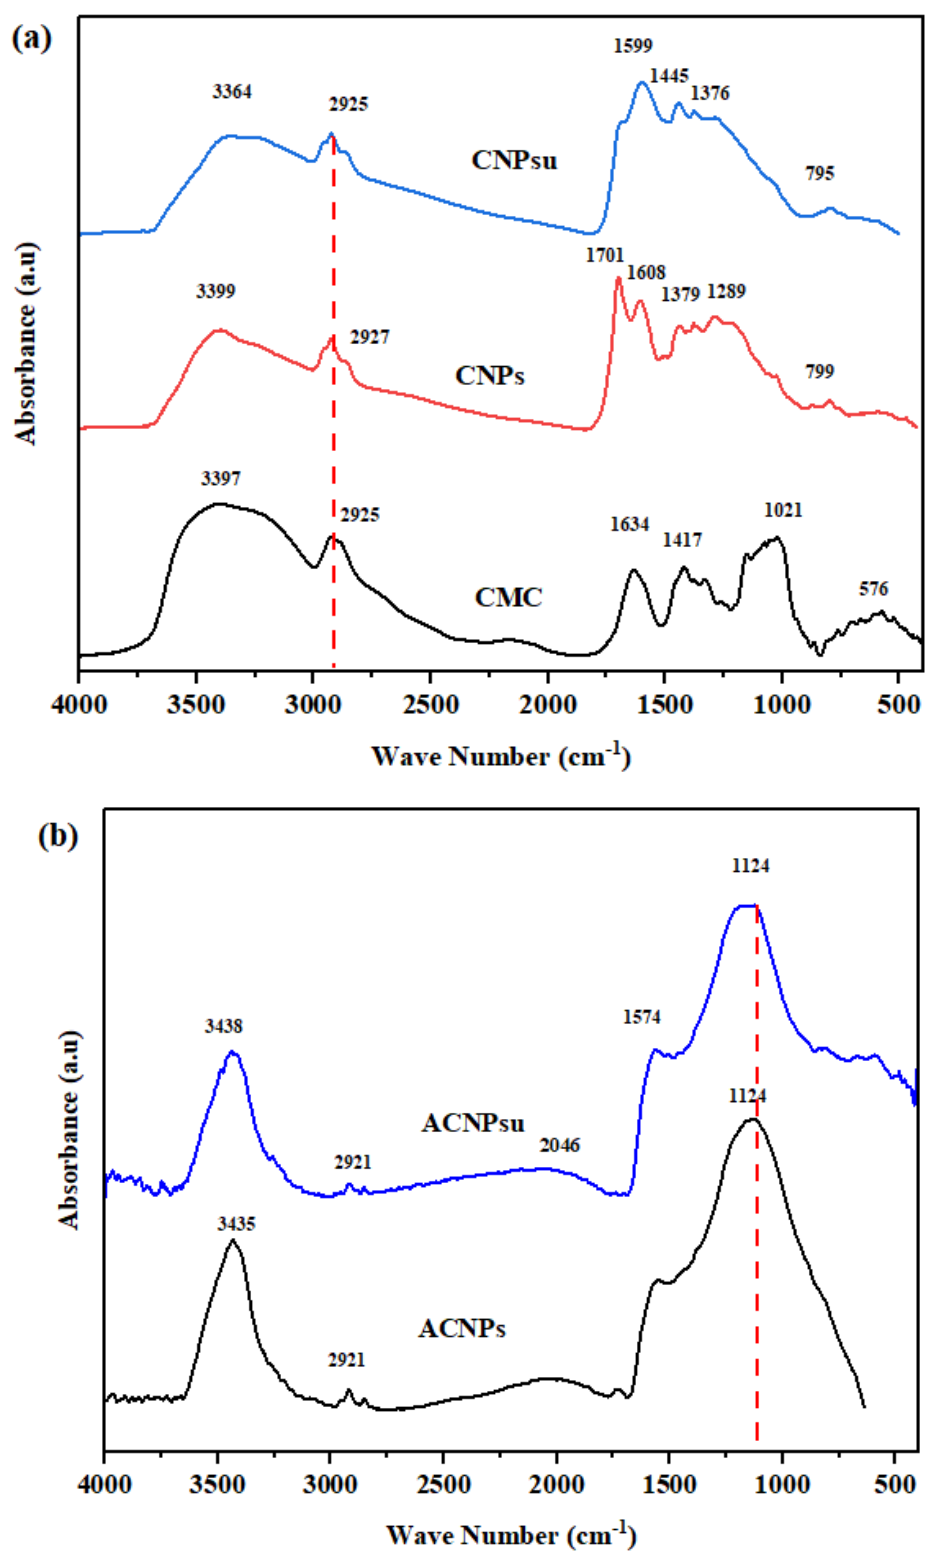 (a)
1599
1445
1376
3364
2925
CNPsu
795
1701
1608
1379
1289
3399
2927
CNPs
799
3397
2925
1634
1417
1021
CMC
576
Absorbance (a.u)
4000 3500 3000 2500 2000 1500 1000 500
Wave Number (cm-1)
(b)
1124
3438
1574
ACNPsu
2921
2046
1124
3435
ACNPs
2921
Absorbance (a.u)
4000 3500 3000 2500 2000 1500 1000 500
Wave Number (cm-1)